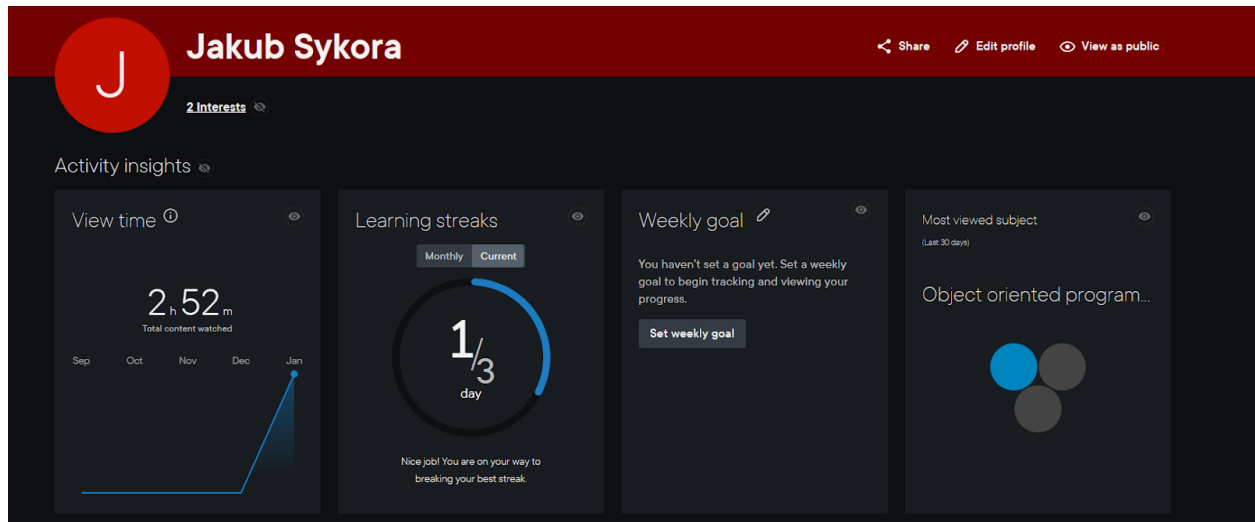 J
Jakub Sykora
Share
Edit profile
View as public
2 Interests
Activity insights
View time
2 h 52 m
Total content watched
Sep Oct Nov Dec Jan
Learning streaks
Monthly Current
1/3
day
Nice job! You are on your way to
breaking your best streak.
Weekly goal
You haven't set a goal yet. Set a weekly
goal to begin tracking and viewing your
progress.
Set weekly goal
Most viewed subject
(Last 30 days)
Object oriented program...